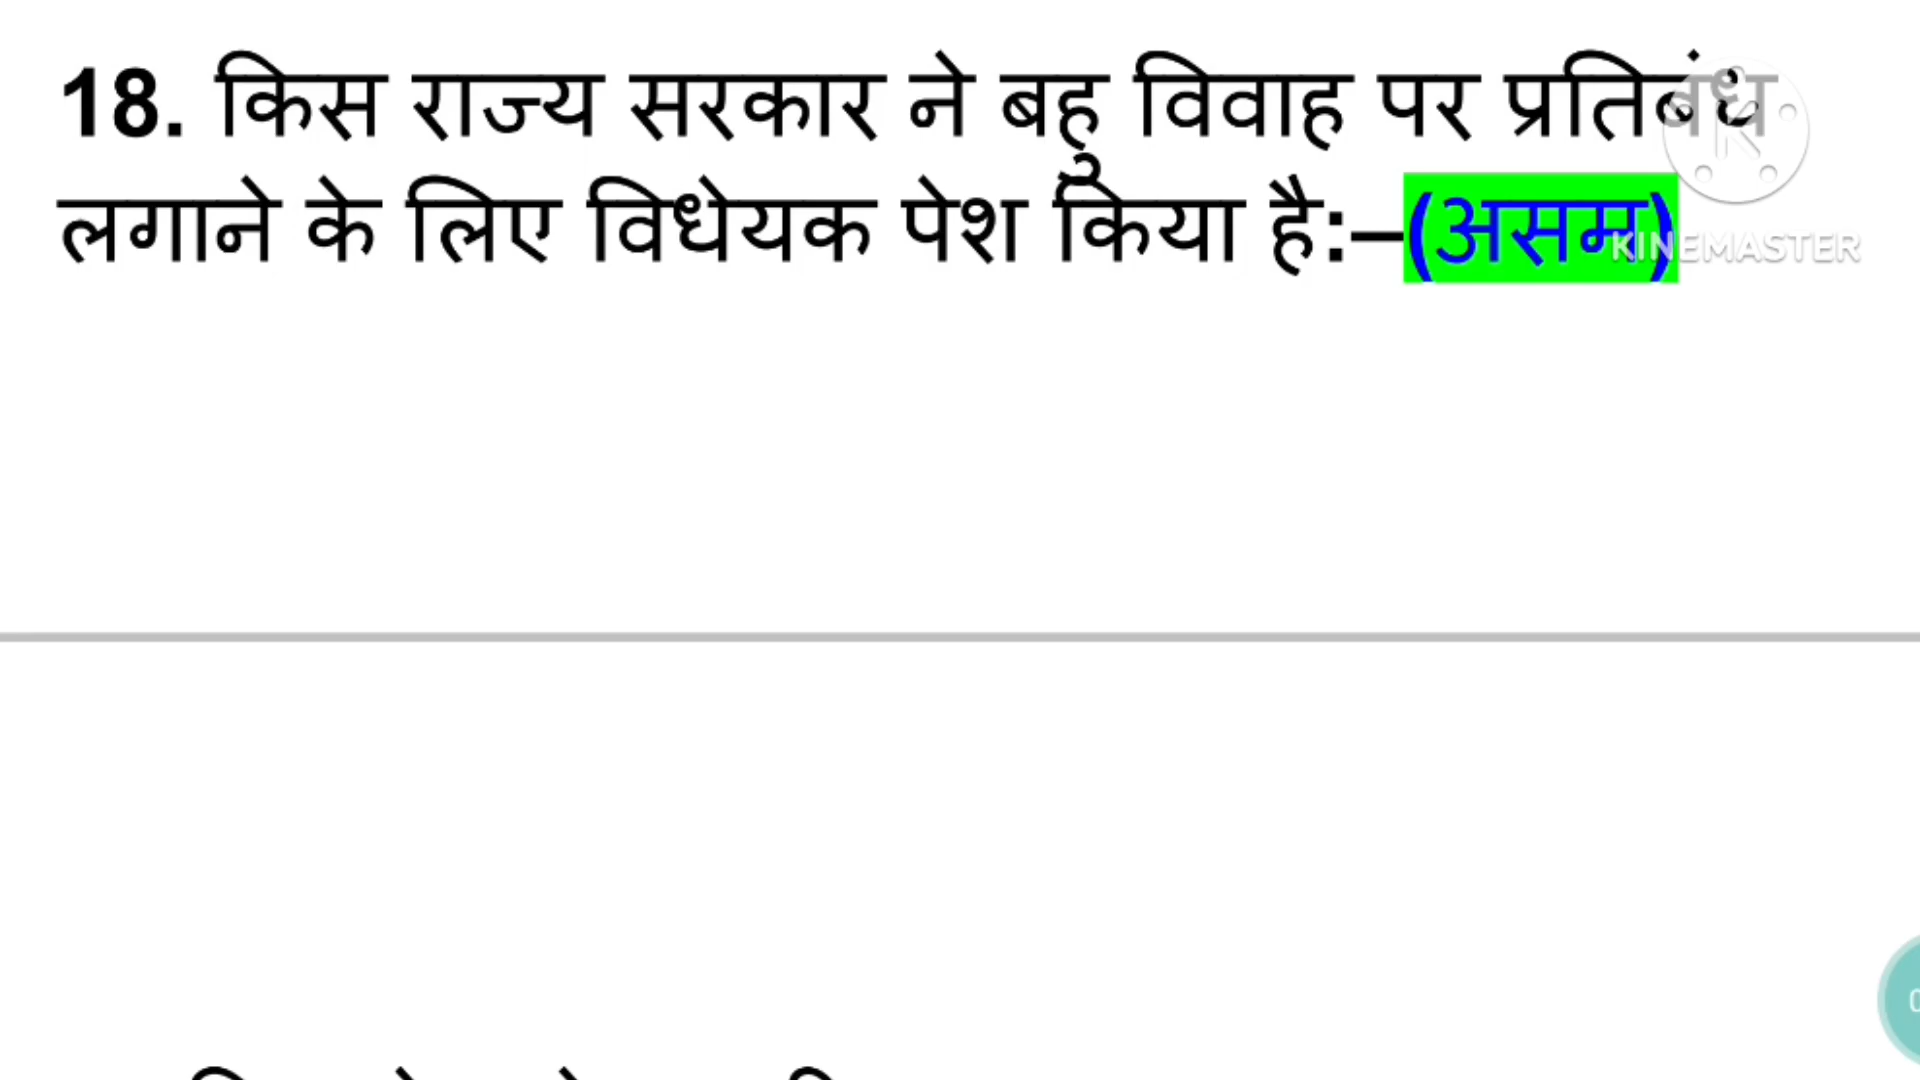 18. किस राज्य सरकार ने बहु विवाह पर प्रतिबंध
लगाने के लिए विधेयक पेश किया है:–(असम)
KINEMASTER